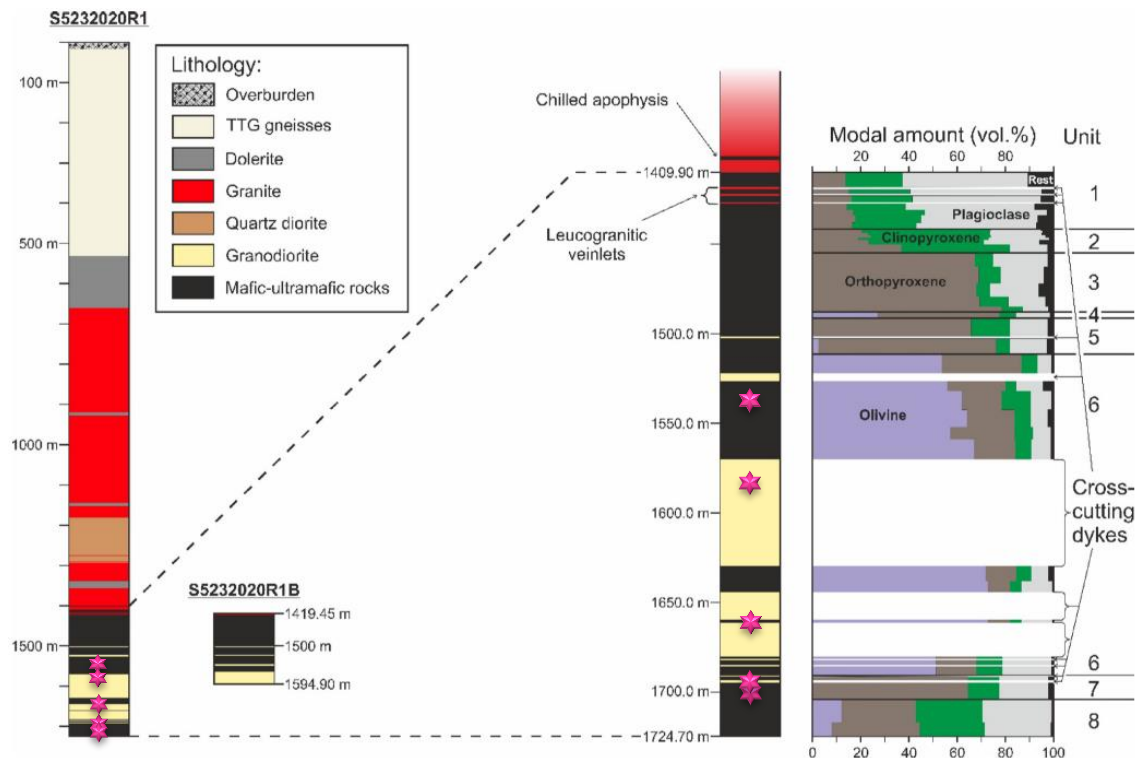 S5232020R1
100 m
500 m
1000 m
1500 m
Lithology:
Overburden
TTG gneisses
Dolerite
Granite
Quartz diorite
Granodiorite
Mafic-ultramafic rocks
S5232020R1B
1419.45 m
1500 m
1594.90 m
Chilled apophysis
1409.90 m
Leucogranitic
veinlets
1500.0 m
1550.0 m
1600.0 m
1650.0 m
1700.0 m
1724.70 m
Modal amount (vol.%)
Unit
20 40 60 80
Rest
Plagioclase
Clinopyroxene
Orthopyroxene
Olivine
1
2
3
4
5
6
Cross-
cutting
dykes
6
7
8
0 20 40 60 80 100